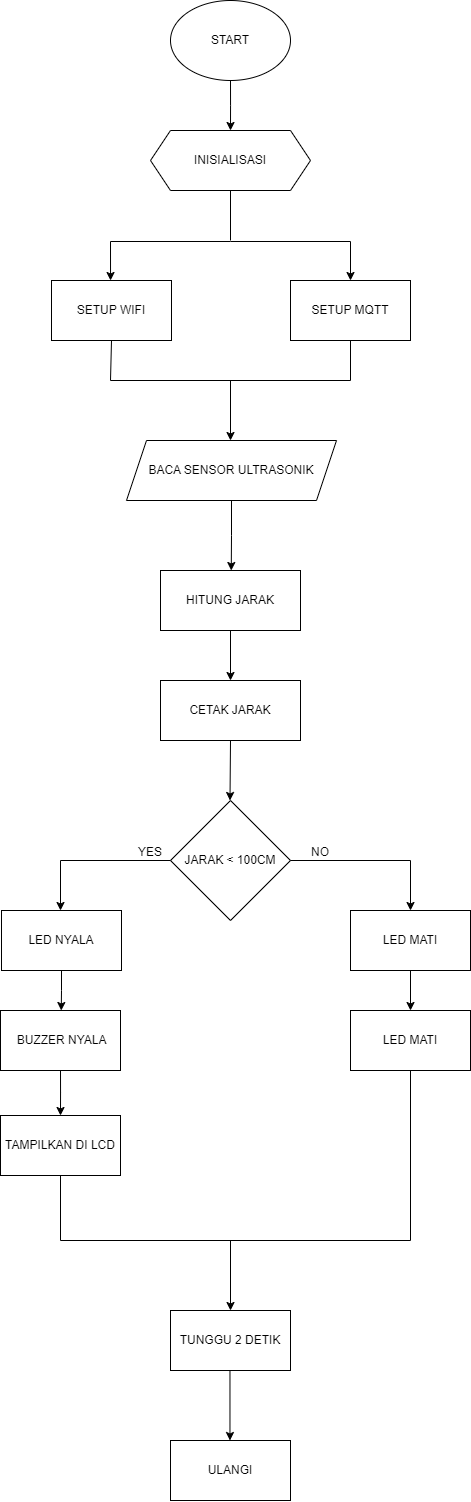 START
INISIALISASI
SETUP WIFI
SETUP MQTT
BACA SENSOR ULTRASONIK
HITUNG JARAK
CETAK JARAK
JARAK < 100CM
YES
NO
LED NYALA
LED MATI
BUZZER NYALA
LED MATI
TAMPILKAN DI LCD
TUNGGU 2 DETIK
ULANGI